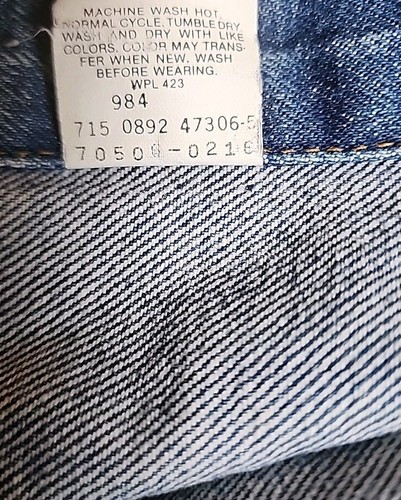 MACHINE WASH HOT,
NORMAL CYCLE. TUMBLE DRY.
WASH AND DRY WITH LIKE
COLORS. COLOR MAY TRANS-
FER WHEN NEW. WASH
BEFORE WEARING.
WPL 423
984
715 0892 47306-5
70506-0216